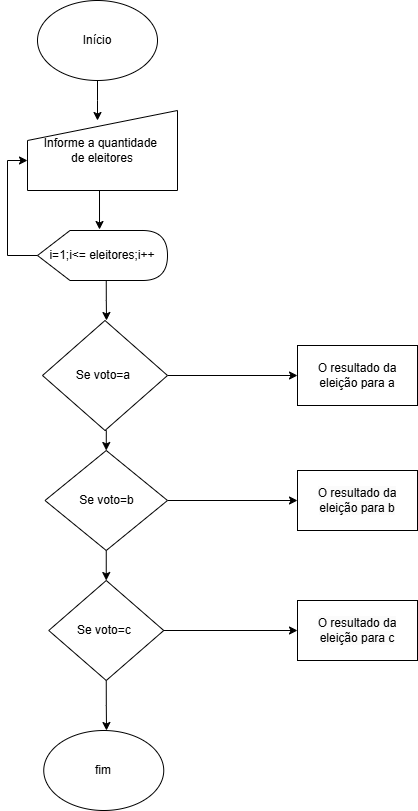 Início
Informe a quantidade
de eleitores
i=1;i<= eleitores;i++
Se voto=a
O resultado da
eleição para a
Se voto=b
O resultado da
eleição para b
Se voto=c
O resultado da
eleição para c
fim